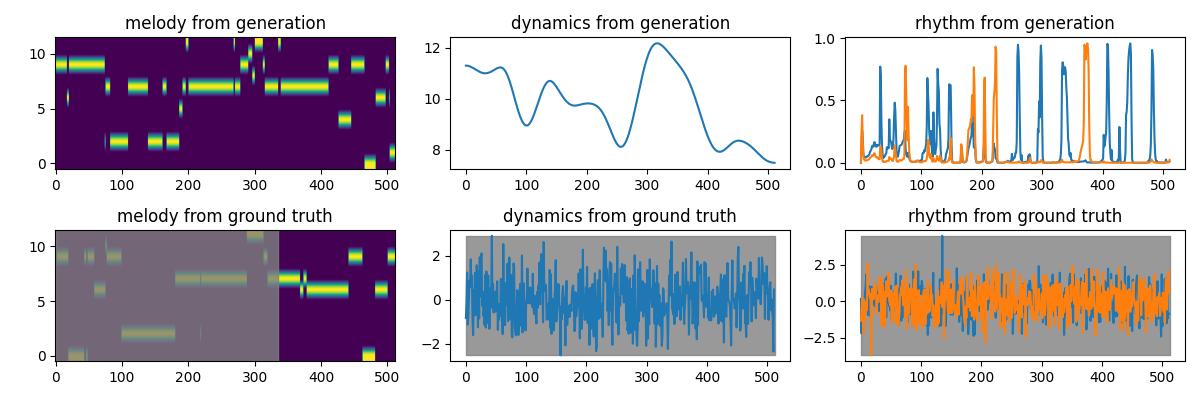 melody from generation
dynamics from generation
rhythm from generation
10
5
0
0 100 200 300 400 500
12
10
8
0 100 200 300 400 500
1.0
0.5
0.0
0 100 200 300 400 500
melody from ground truth
dynamics from ground truth
rhythm from ground truth
10
5
0
0 100 200 300 400 500
2
0
−2
0 100 200 300 400 500
2.5
0.0
−2.5
0 100 200 300 400 500